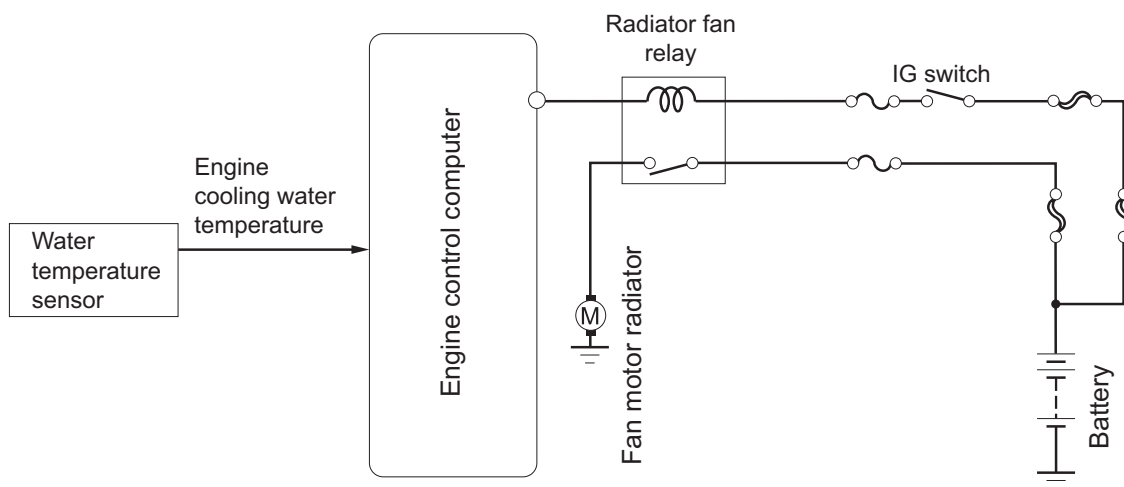 Radiator fan
relay
IG switch
Engine
cooling water
temperature
Water
temperature
sensor
Engine control computer
M
Fan motor radiator
Battery